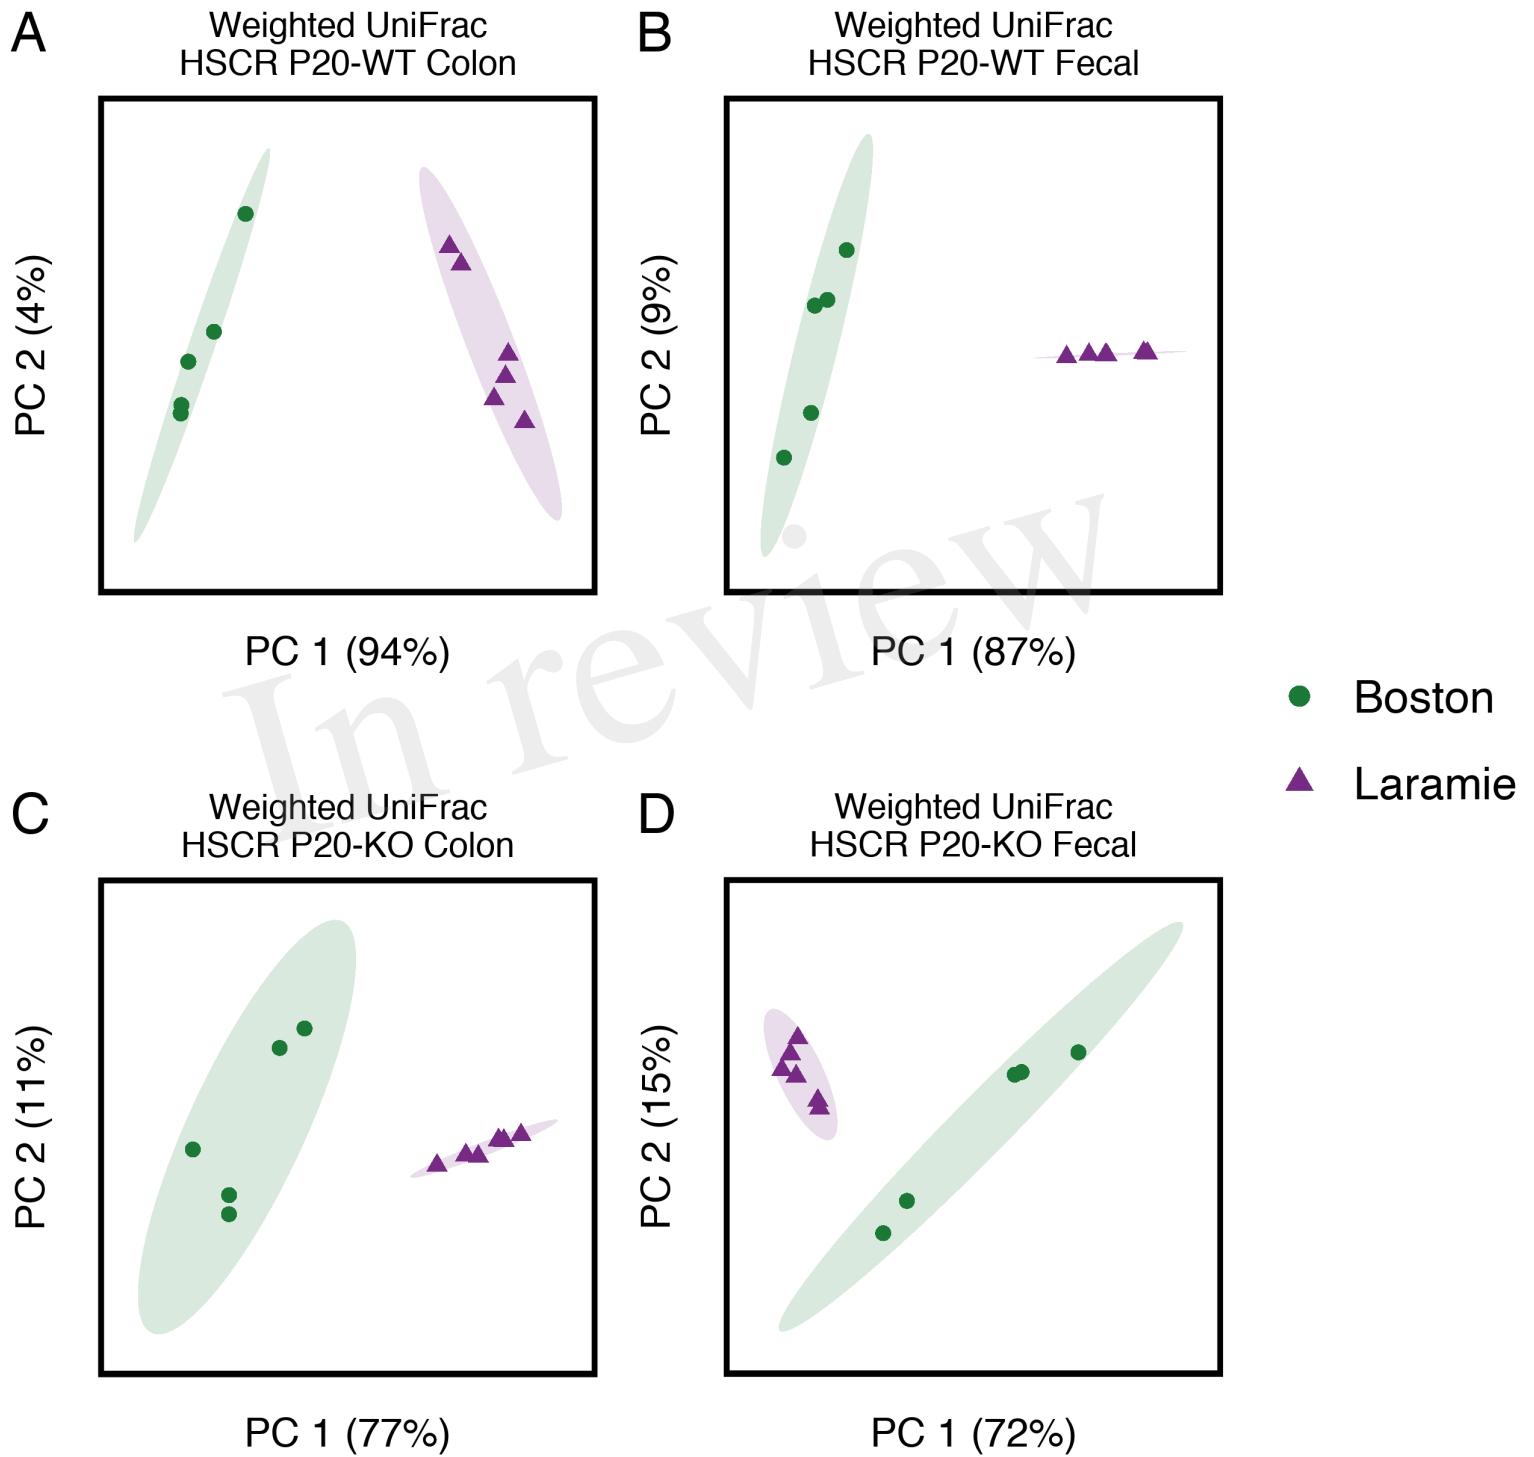 A
Weighted UniFrac
HSCR P20-WT Colon
PC 2 (4%)
PC 1 (94%)
B
Weighted UniFrac
HSCR P20-WT Fecal
PC 2 (9%)
PC 1 (87%)
Boston
Laramie
In review
C
Weighted UniFrac
HSCR P20-KO Colon
PC 2 (11%)
PC 1 (77%)
D
Weighted UniFrac
HSCR P20-KO Fecal
PC 2 (15%)
PC 1 (72%)